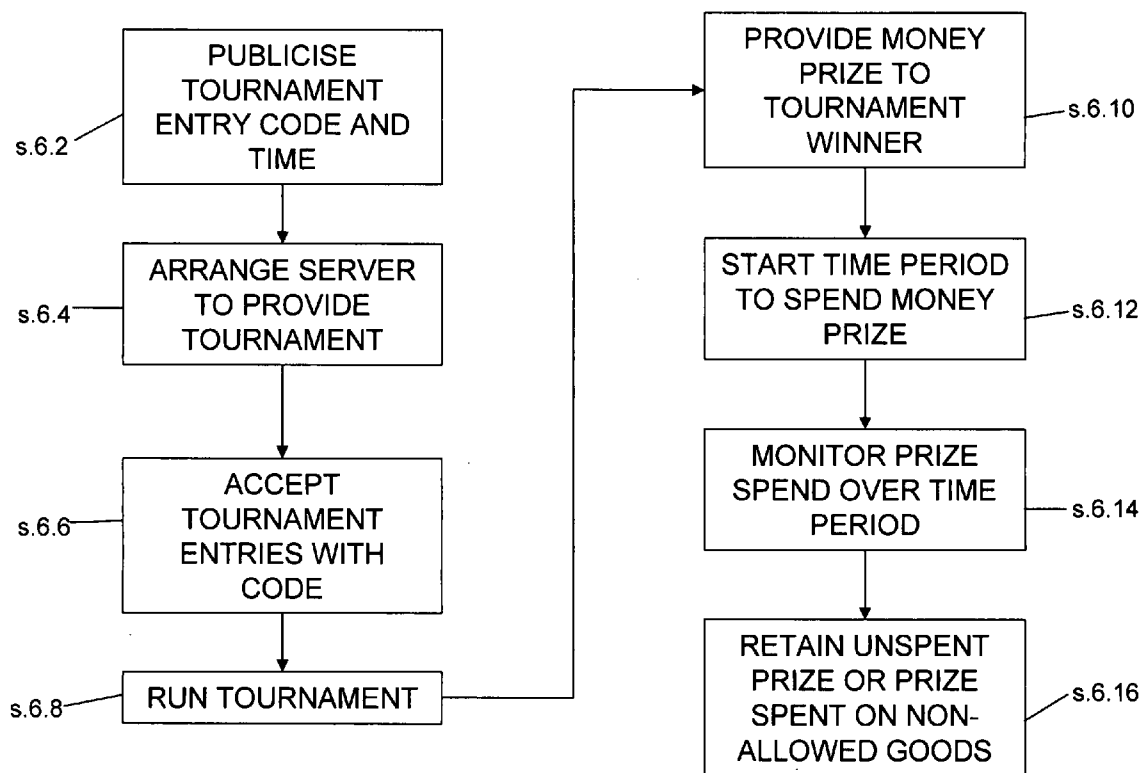 s.6.2
PUBLICISE
TOURNAMENT
ENTRY CODE AND
TIME
s.6.4
ARRANGE SERVER
TO PROVIDE
TOURNAMENT
s.6.6
ACCEPT
TOURNAMENT
ENTRIES WITH
CODE
s.6.8
RUN TOURNAMENT
PROVIDE MONEY
PRIZE TO
TOURNAMENT
WINNER
s.6.10
START TIME PERIOD
TO SPEND MONEY
PRIZE
s.6.12
MONITOR PRIZE
SPEND OVER TIME
PERIOD
s.6.14
RETAIN UNSPENT
PRIZE OR PRIZE
SPENT ON NON-
ALLOWED GOODS
s.6.16